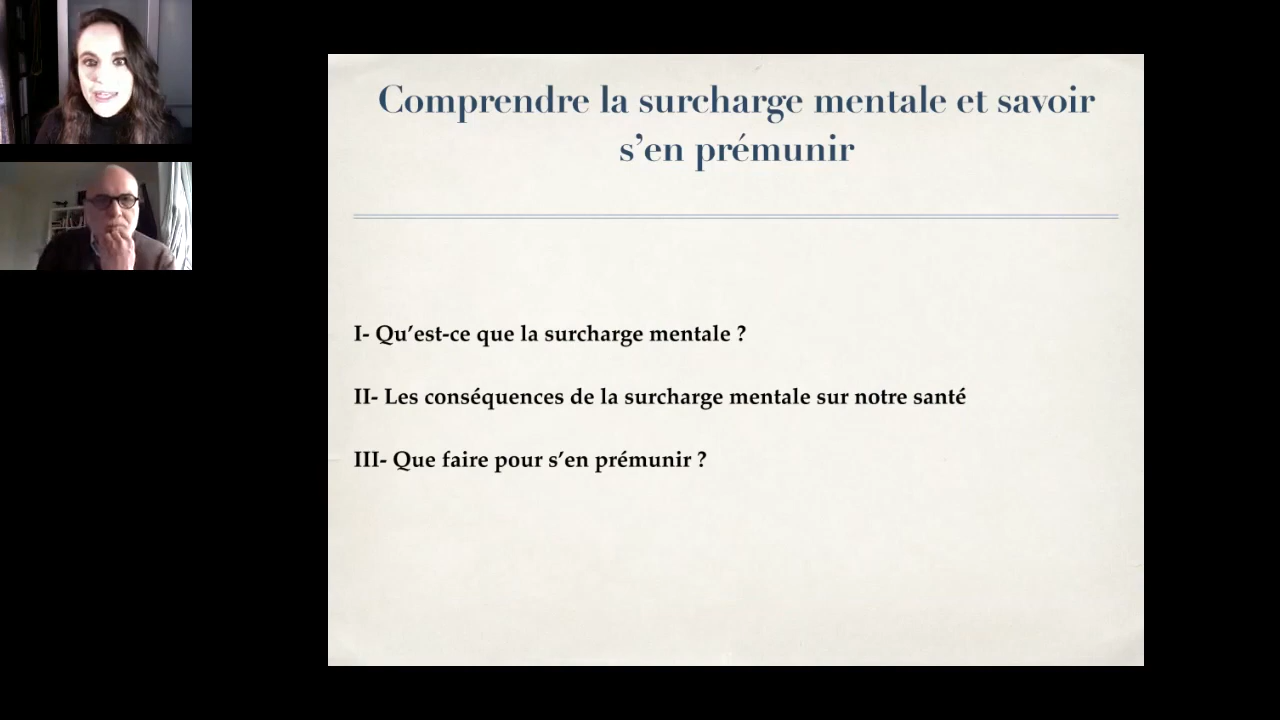 Comprendre la surcharge mentale et savoir
s’en prémunir
I- Qu’est-ce que la surcharge mentale ?
II- Les conséquences de la surcharge mentale sur notre santé
III- Que faire pour s’en prémunir ?